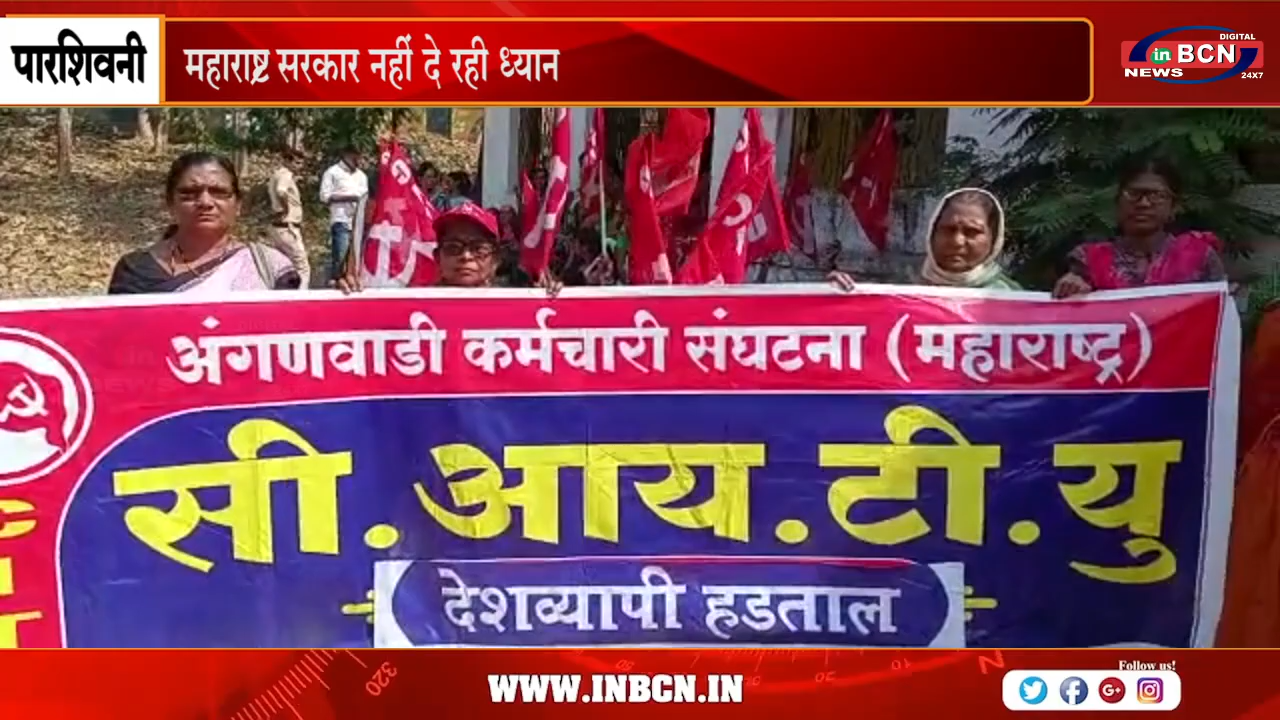 पारशिवनी
महाराष्ट्र सरकार नहीं दे रही ध्यान
DIGITAL
in BCN
NEWS 24X7
अंगणवाडी कर्मचारी संघटना (महाराष्ट्र)
सी.आय.टी.यु
देशव्यापी हडताल
WWW.INBCN.IN
Follow us!